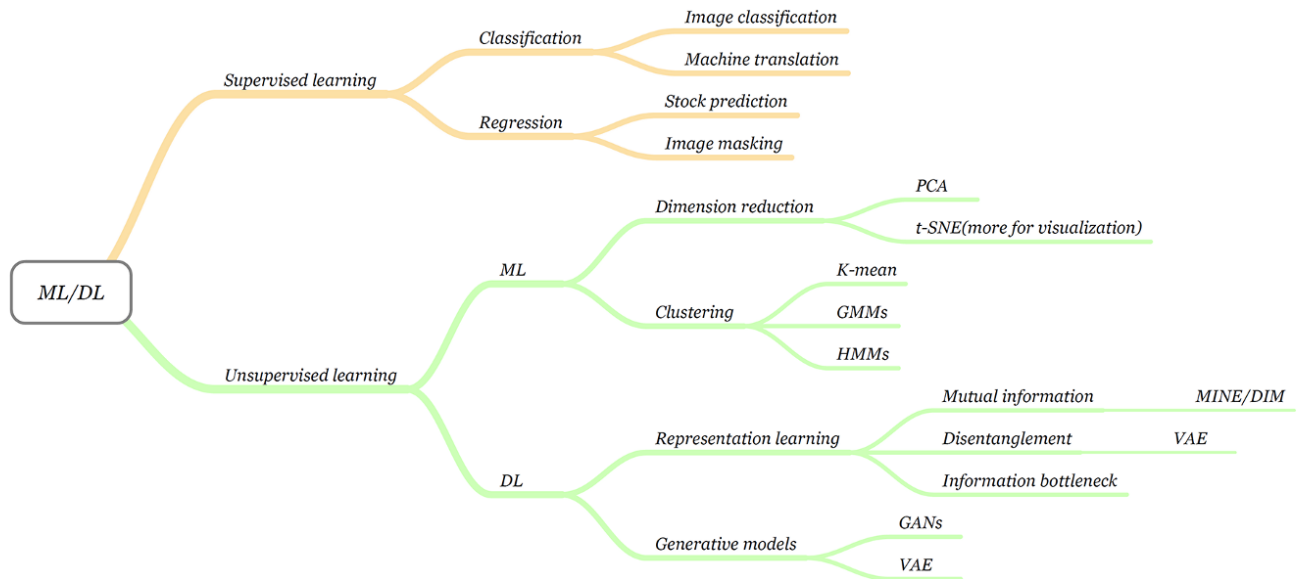 Image classification
Classification
Machine translation
Supervised learning
Stock prediction
Regression
Image masking
PCA
Dimension reduction
t-SNE(more for visualization)
ML
K-mean
ML/DL
Clustering
GMMs
HMMs
Unsupervised learning
Mutual information MINE/DIM
Representation learning
Disentanglement VAE
DL
Information bottleneck
GANs
Generative models
VAE